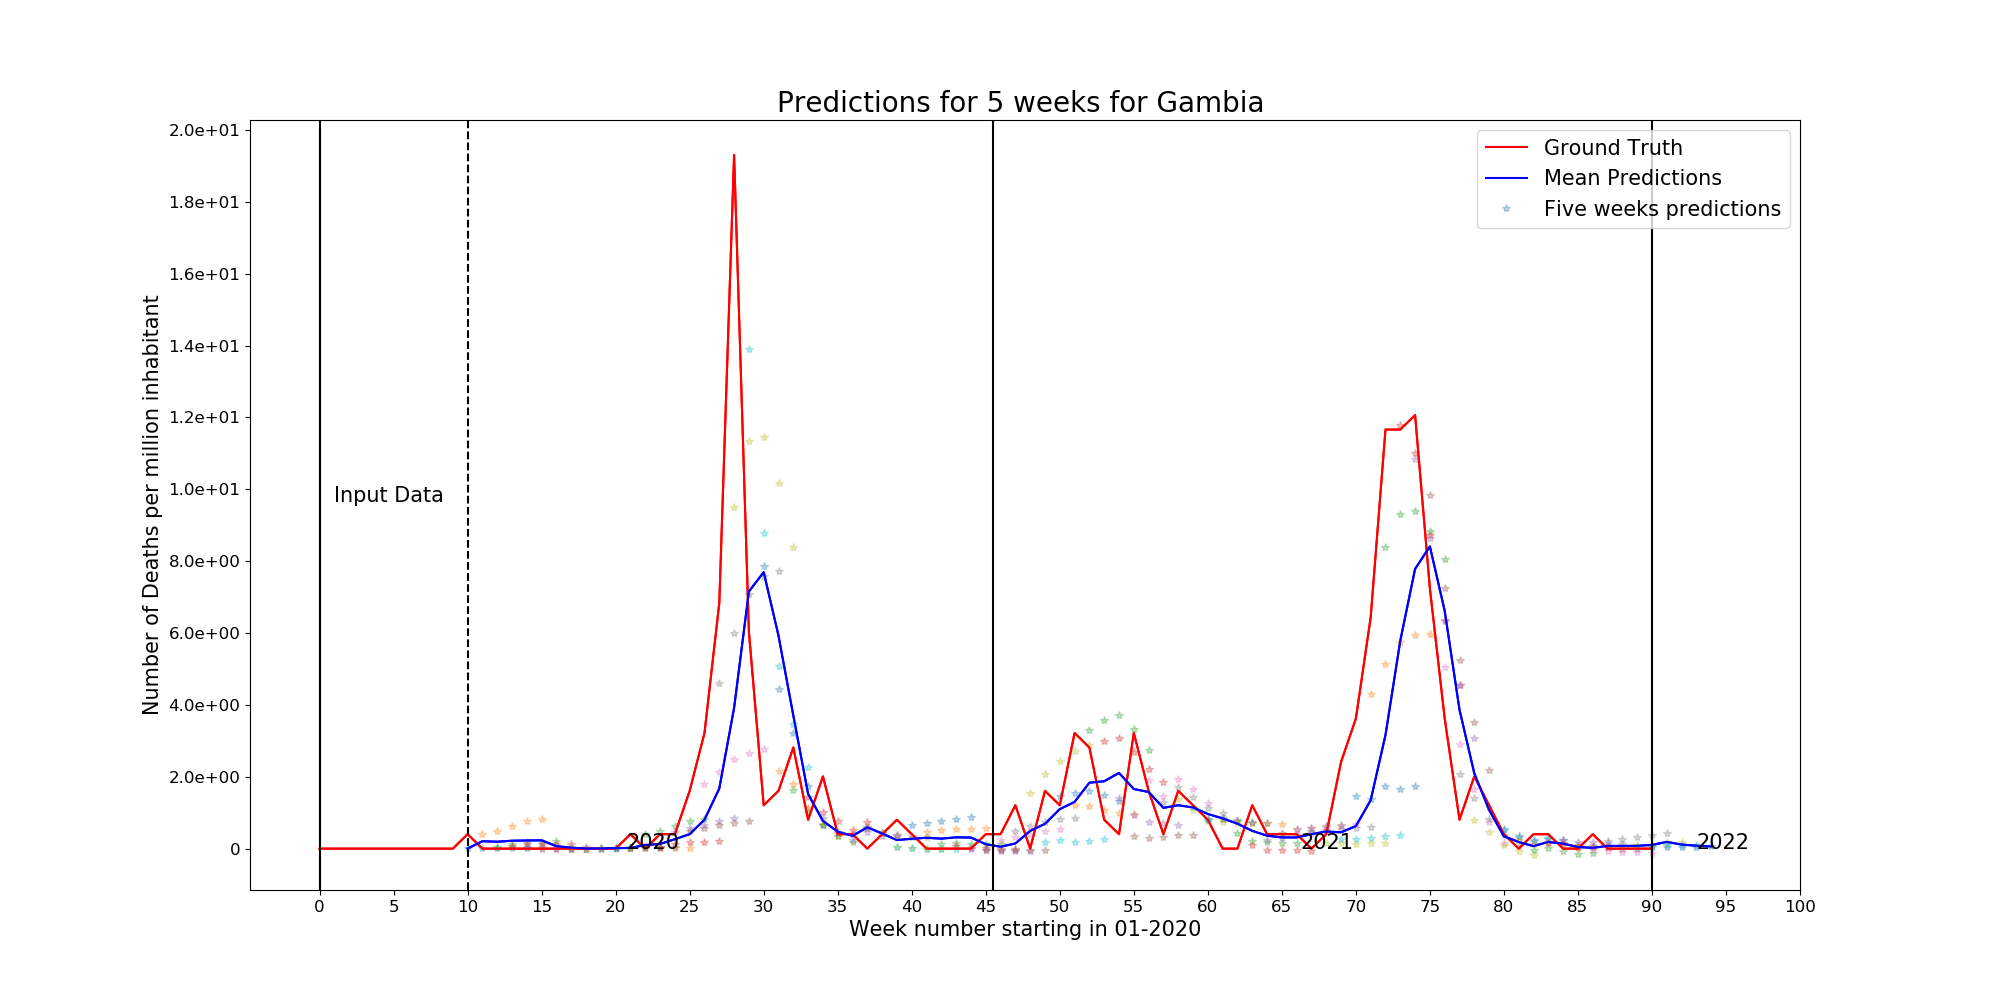 Predictions for 5 weeks for Gambia
Number of Deaths per million inhabitant
2.0e+01
1.8e+01
1.6e+01
1.4e+01
1.2e+01
1.0e+01
8.0e+00
6.0e+00
4.0e+00
2.0e+00
0
Ground Truth
Mean Predictions
Five weeks predictions
Input Data
2020
2021
2022
0 5 10 15 20 25 30 35 40 45 50 55 60 65 70 75 80 85 90 95 100
Week number starting in 01-2020